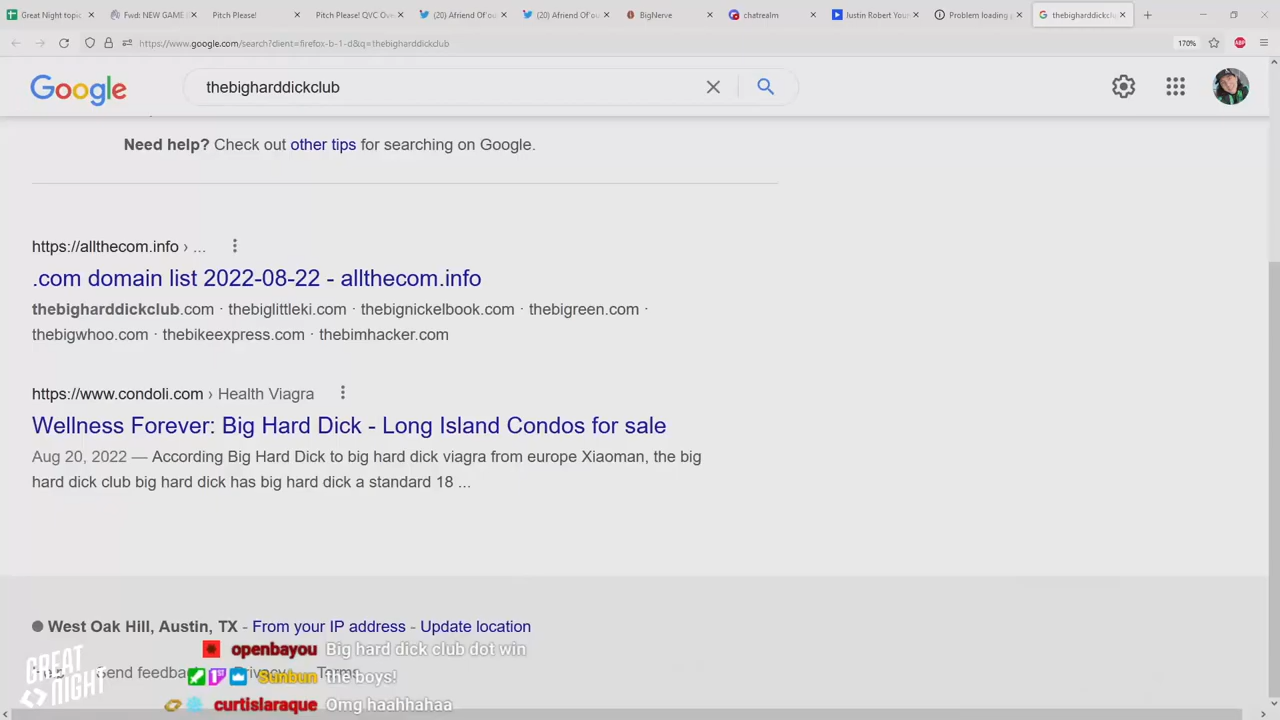 Great Night topic
Fwd: NEW GAME
Pitch Please!
Pitch Please! QVC Ove
(20) Afriend Of ou
(20) Afriend Of ou
BigNerve
chatrealm
Justin Robert Your
Problem loading p
thebigharddickclu
https://www.google.com/search?client=firefox-b-1-d&q=thebigharddickclub
170%
Google
thebigharddickclub
Need help? Check out other tips for searching on Google.
https://allthecom.info › ...
.com domain list 2022-08-22 - allthecom.info
thebigharddickclub.com · thebiglittleki.com · thebignickelbook.com · thebigreen.com ·
thebigwhoo.com · thebikeexpress.com · thebimhacker.com
https://www.condoli.com › Health Viagra
Wellness Forever: Big Hard Dick - Long Island Condos for sale
Aug 20, 2022 — According Big Hard Dick to big hard dick viagra from europe Xiaoman, the big
hard dick club big hard dick has big hard dick a standard 18 ...
West Oak Hill, Austin, TX - From your IP address - Update location
openbayou Big hard dick club dot win
Help Send feedba Privacy Terms
Sunbun the boys!
curtislaraque Omg haahhahaa
GREAT
NIGHT